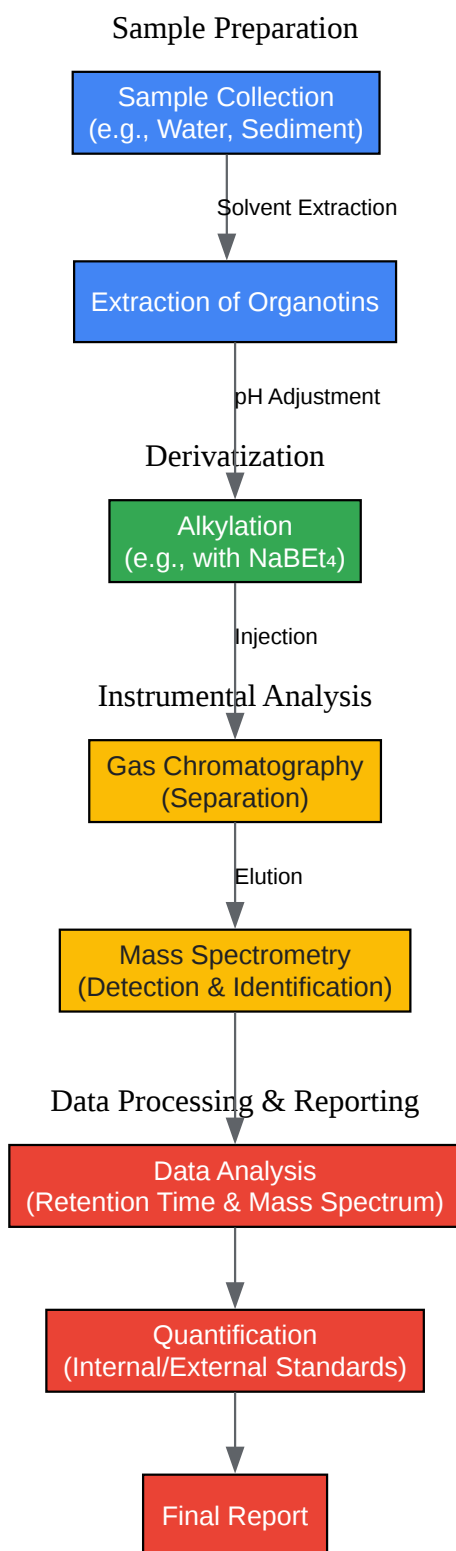 Sample Preparation
Sample Collection
(e.g., Water, Sediment)
Solvent Extraction
Extraction of Organotins
pH Adjustment
Derivatization
Alkylation
(e.g., with NaBEt₄)
Injection
Instrumental Analysis
Gas Chromatography
(Separation)
Elution
Mass Spectrometry
(Detection & Identification)
Data Processing & Reporting
Data Analysis
(Retention Time & Mass Spectrum)
Quantification
(Internal/External Standards)
Final Report